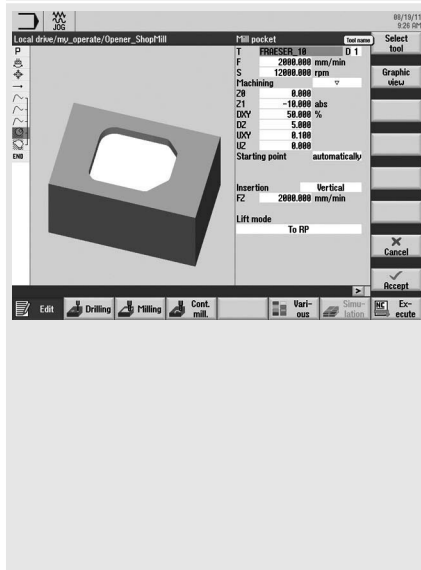 JOG
08/19/11
9:26 AM
Local drive/my_operate/Opener_ShopMill
Mill pocket
Tool name
Select tool
P
END
T FRAESER_10 D 1
F 2000.000 mm/min
S 12000.000 rpm
Machining ▽
Z0 0.000
Z1 -10.000 abs
DXY 50.000 %
DZ 5.000
UXY 0.100
UZ 0.000
Starting point automatically
Insertion Vertical
FZ 2000.000 mm/min
Lift mode
To RP
Graphic view
Cancel
Accept
>
Edit
Drilling
Milling
Cont. mill.
Vari-ous
Simu-lation
NC
Ex-ecute